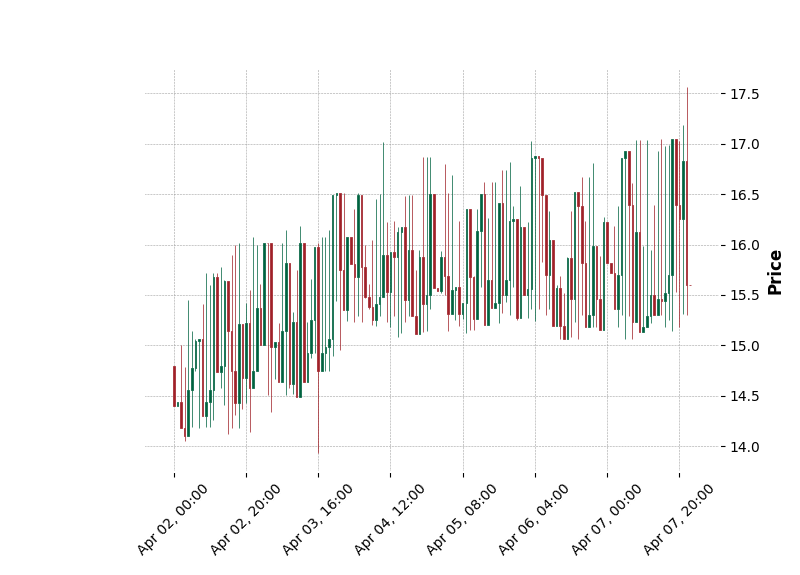 17.5
17.0
16.5
16.0
15.5
15.0
14.5
14.0
Price
Apr 02, 00:00
Apr 02, 20:00
Apr 03, 16:00
Apr 04, 12:00
Apr 05, 08:00
Apr 06, 04:00
Apr 07, 00:00
Apr 07, 20:00